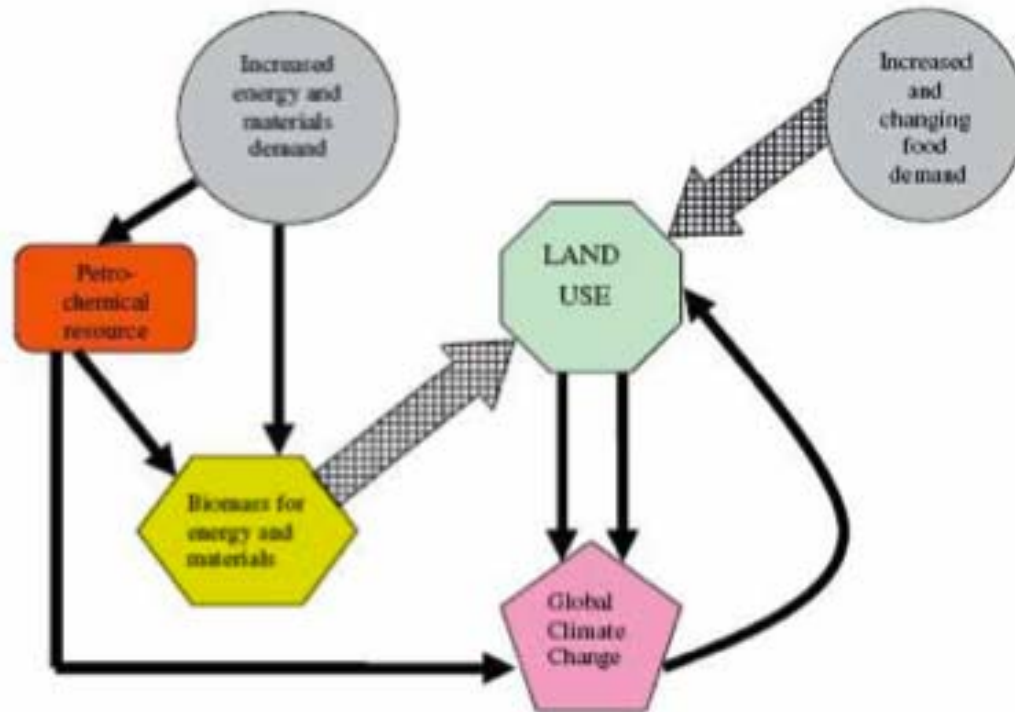 Increased
energy and
materials
demand
Increased
and
changing
food
demand
Petro-
chemical
resource
LAND
USE
Biomass for
energy and
materials
Global
Climate
Change